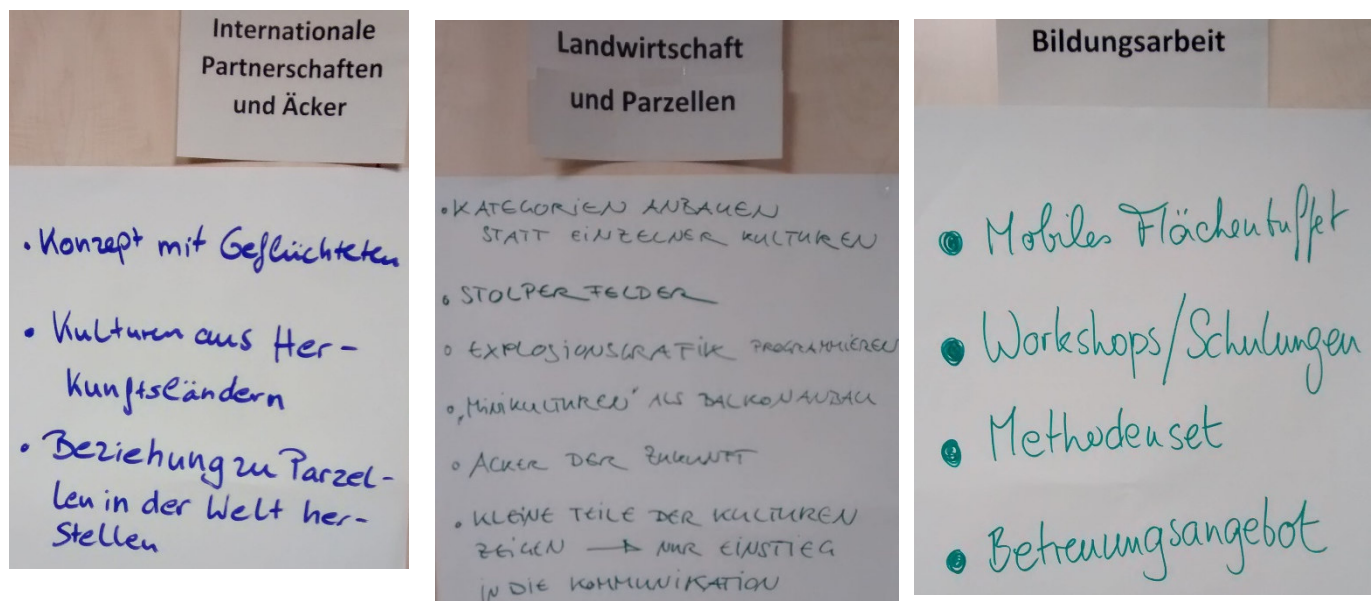 Internationale
Partnerschaften
und Äcker
• Konzept mit Geflüchteten
• Kulturen aus Her-
kunftsländern
• Beziehung zu Parzel-
len in der Welt her-
stellen
Landwirtschaft
und Parzellen
• KATEGORIEN ANBAUEN
STATT EINZELNER KULTUREN
• STOLPERFELDER
• EXPLOSIONSGRAFIK PROGRAMMIEREN
• „MINIKULTUREN" ALS BALKONANBAU
• ACKER DER ZUKUNFT
• KLEINE TEILE DER KULTUREN
ZEIGEN → NUR EINSTIEG
IN DIE KOMMUNIKATION
Bildungsarbeit
• Mobiles Flächenbuffet
• Workshops/Schulungen
• Methodenset
• Betreuungsangebot